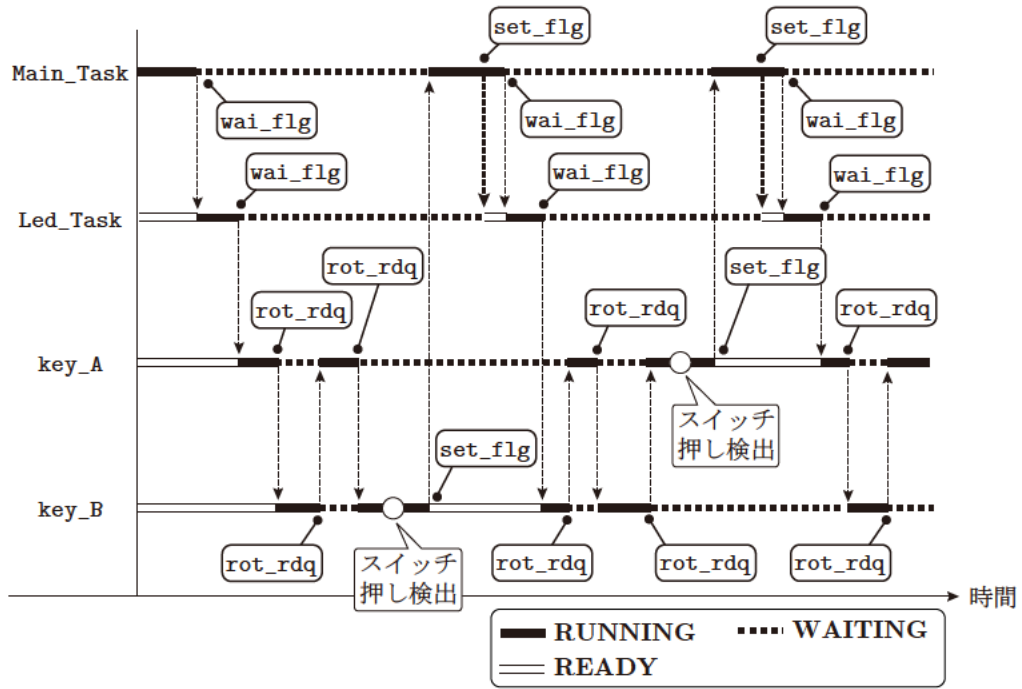 set_flg
set_flg
Main_Task
wai_flg
wai_flg
wai_flg
wai_flg
wai_flg
wai_flg
Led_Task
rot_rdq
set_flg
rot_rdq
rot_rdq
rot_rdq
key_A
スイッチ
押し検出
set_flg
key_B
rot_rdq
スイッチ
押し検出
rot_rdq
rot_rdq
rot_rdq
時間
RUNNING
WAITING
READY